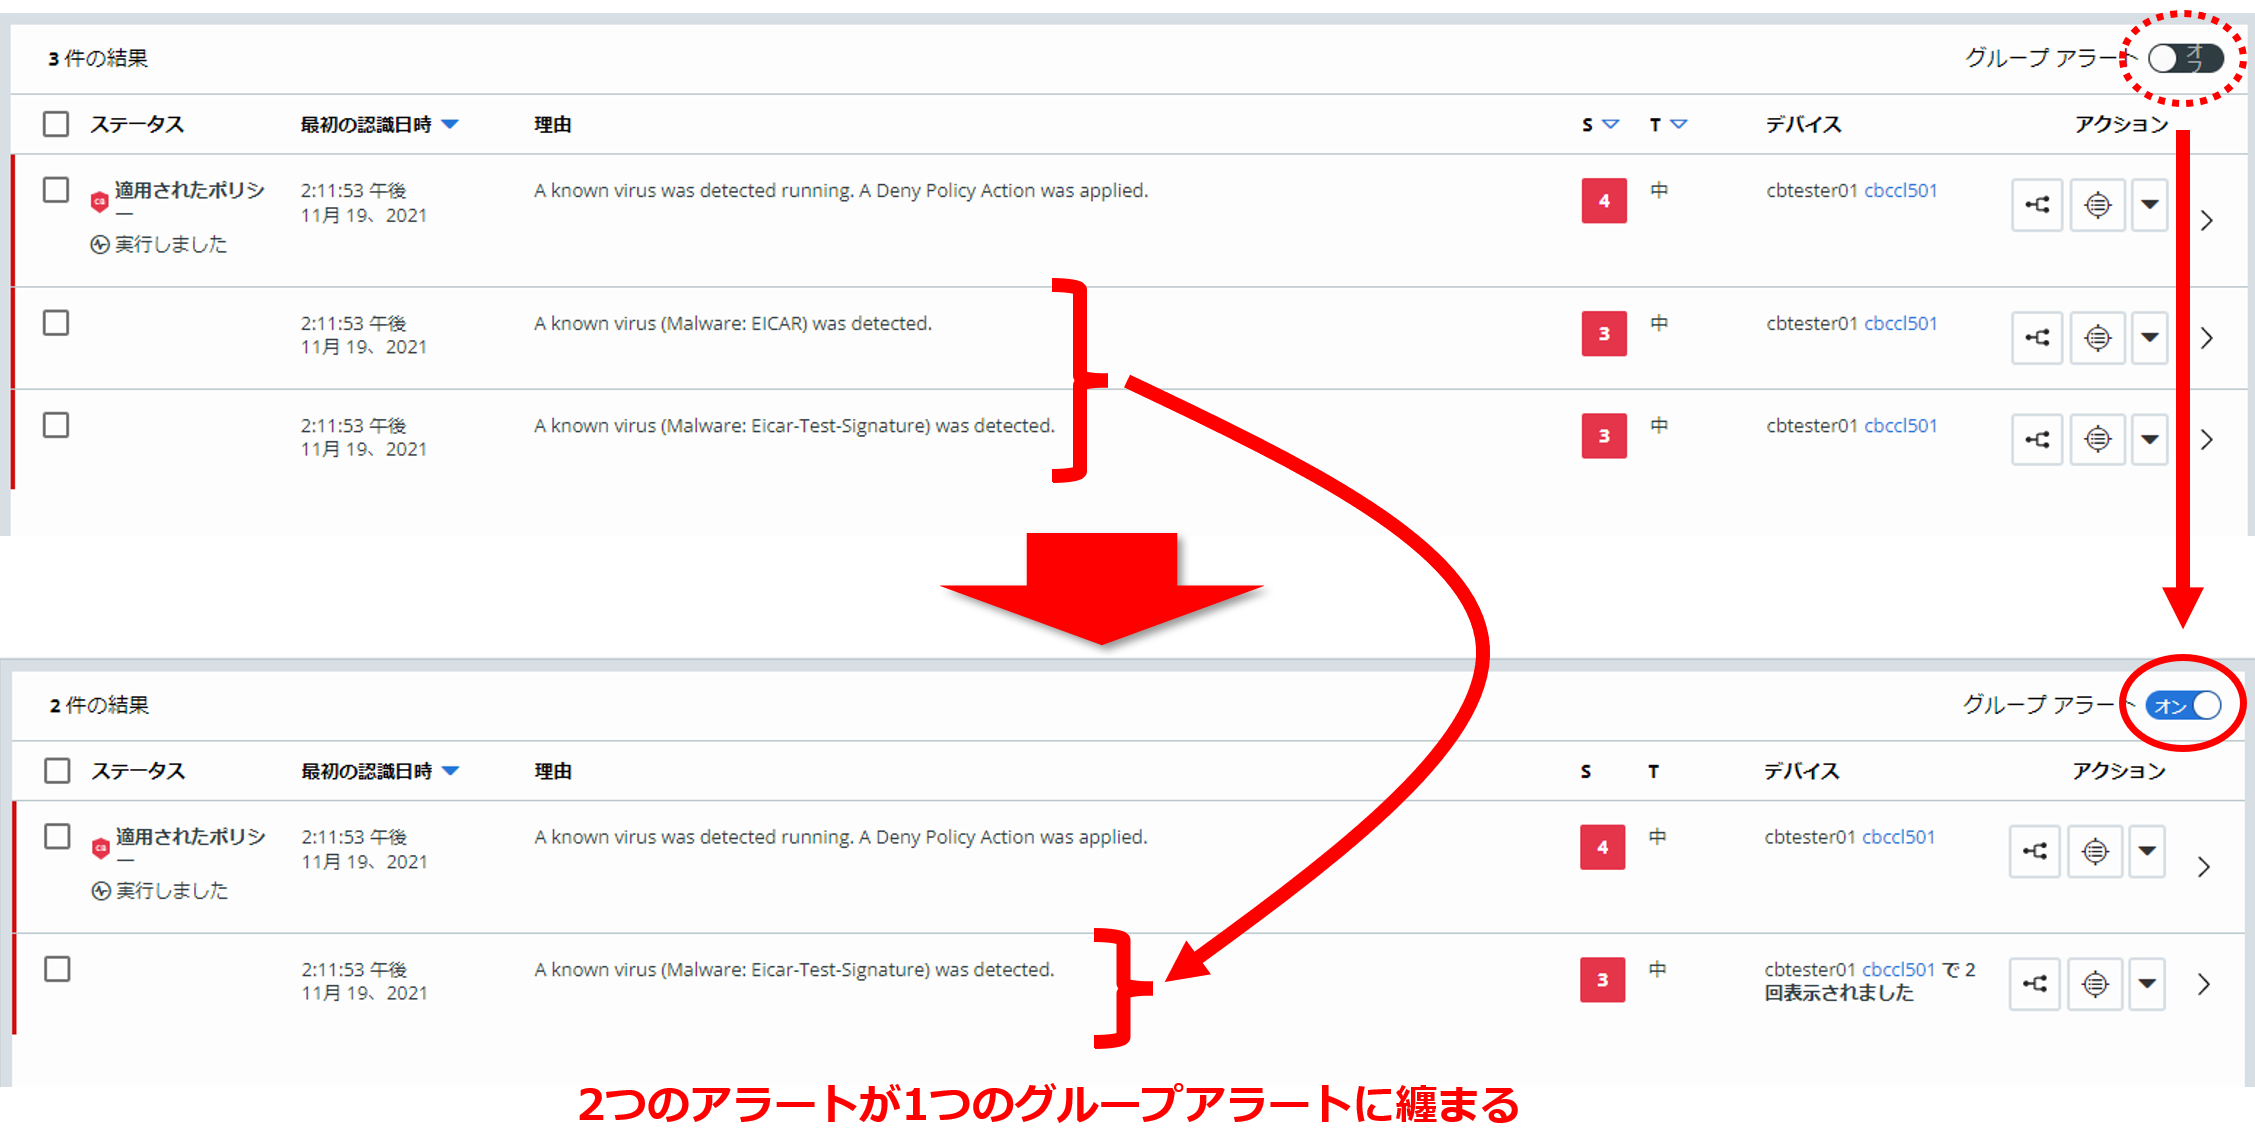 3 件の結果
グループ アラート オフ
ステータス 最初の認識日時 理由 S T デバイス アクション
適用されたポリシー 2:11:53 午後 A known virus was detected running. A Deny Policy Action was applied. 4 中 cbtester01 cbccl501
11月 19、2021
実行しました
2:11:53 午後 A known virus (Malware: EICAR) was detected. 3 中 cbtester01 cbccl501
11月 19、2021
2:11:53 午後 A known virus (Malware: Eicar-Test-Signature) was detected. 3 中 cbtester01 cbccl501
11月 19、2021
2 件の結果
グループ アラート オン
ステータス 最初の認識日時 理由 S T デバイス アクション
適用されたポリシー 2:11:53 午後 A known virus was detected running. A Deny Policy Action was applied. 4 中 cbtester01 cbccl501
11月 19、2021
実行しました
2:11:53 午後 A known virus (Malware: Eicar-Test-Signature) was detected. 3 中 cbtester01 cbccl501 で 2
11月 19、2021 回表示されました
2つのアラートが1つのグループアラートに纏まる